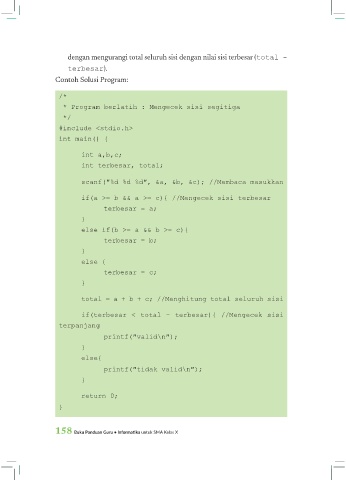 dengan mengurangi total seluruh sisi dengan nilai sisi terbesar (total -
terbesar).
Contoh Solusi Program:
/*
* Program berlatih : Mengecek sisi segitiga
*/
#include <stdio.h>
int main() {
int a,b,c;
int terbesar, total;
scanf("%d %d %d", &a, &b, &c); //Membaca masukkan
if(a >= b && a >= c){ //Mengecek sisi terbesar
terbesar = a;
}
else if(b >= a && b >= c){
terbesar = b;
}
else {
terbesar = c;
}
total = a + b + c; //Menghitung total seluruh sisi
if(terbesar < total - terbesar){ //Mengecek sisi
terpanjang
printf("valid\n");
}
else{
printf("tidak valid\n");
}
return 0;
}
158 Buku Panduan Guru • Informatika untuk SMA Kelas X